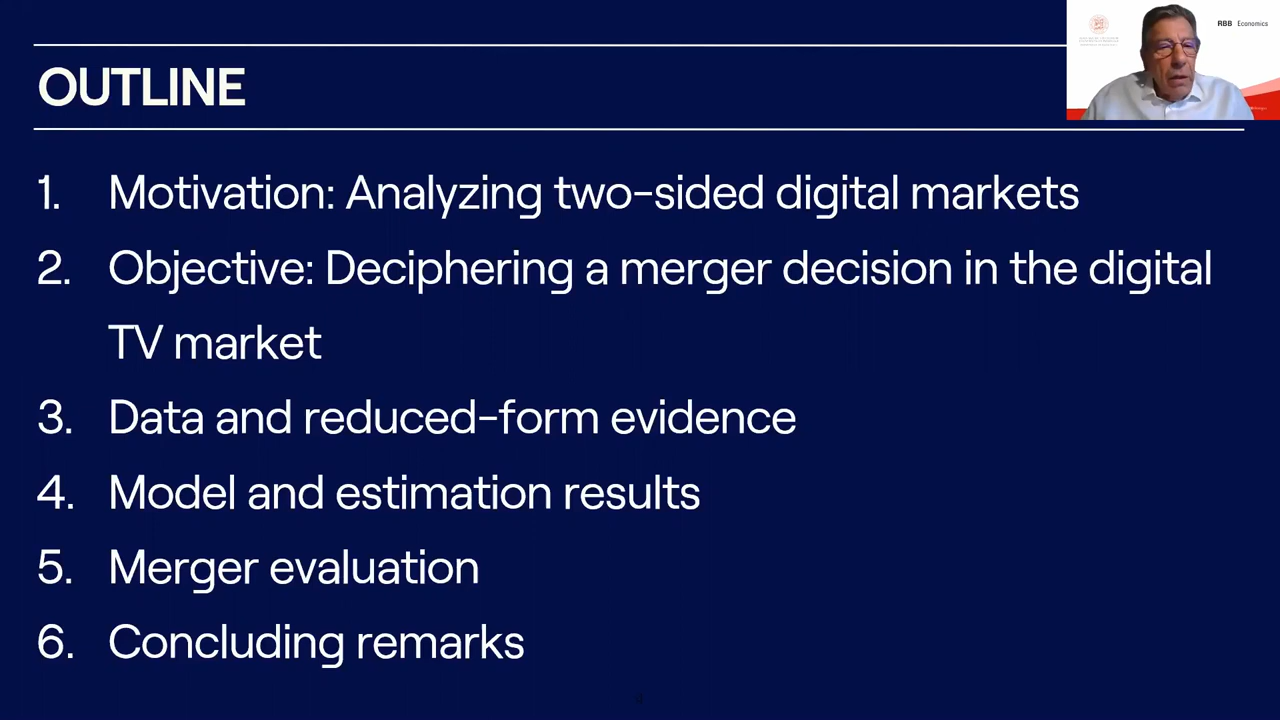 RBB Economics
OUTLINE
1. Motivation: Analyzing two-sided digital markets
2. Objective: Deciphering a merger decision in the digital
TV market
3. Data and reduced-form evidence
4. Model and estimation results
5. Merger evaluation
6. Concluding remarks